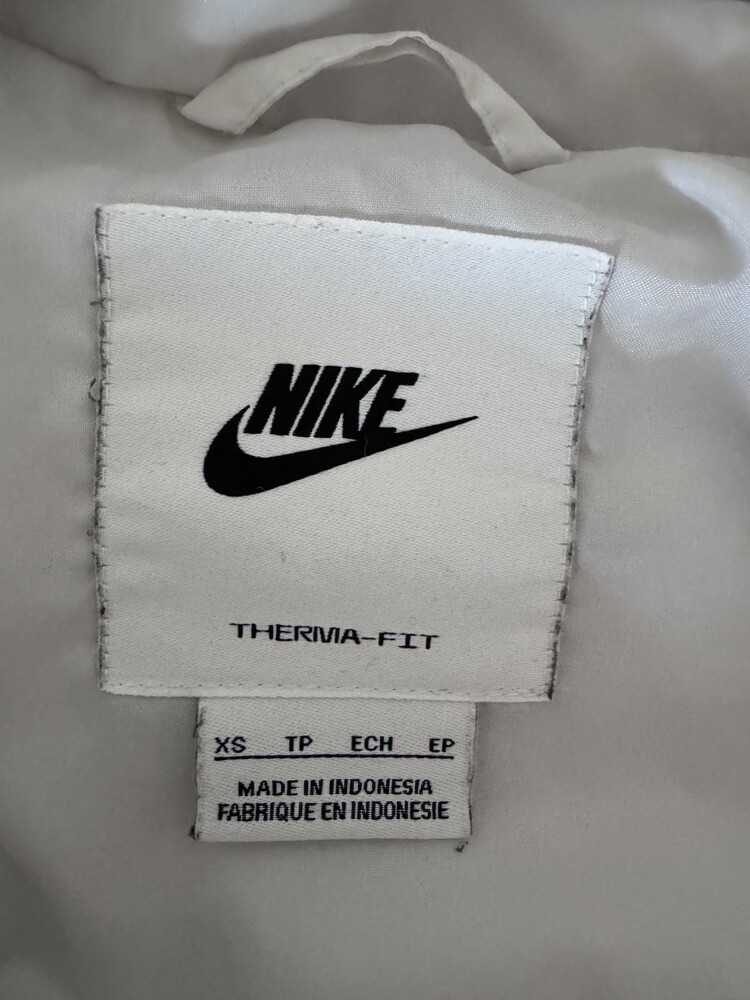 NIKE
THERMA-FIT
XS TP ECH EP
MADE IN INDONESIA
FABRIQUE EN INDONESIE